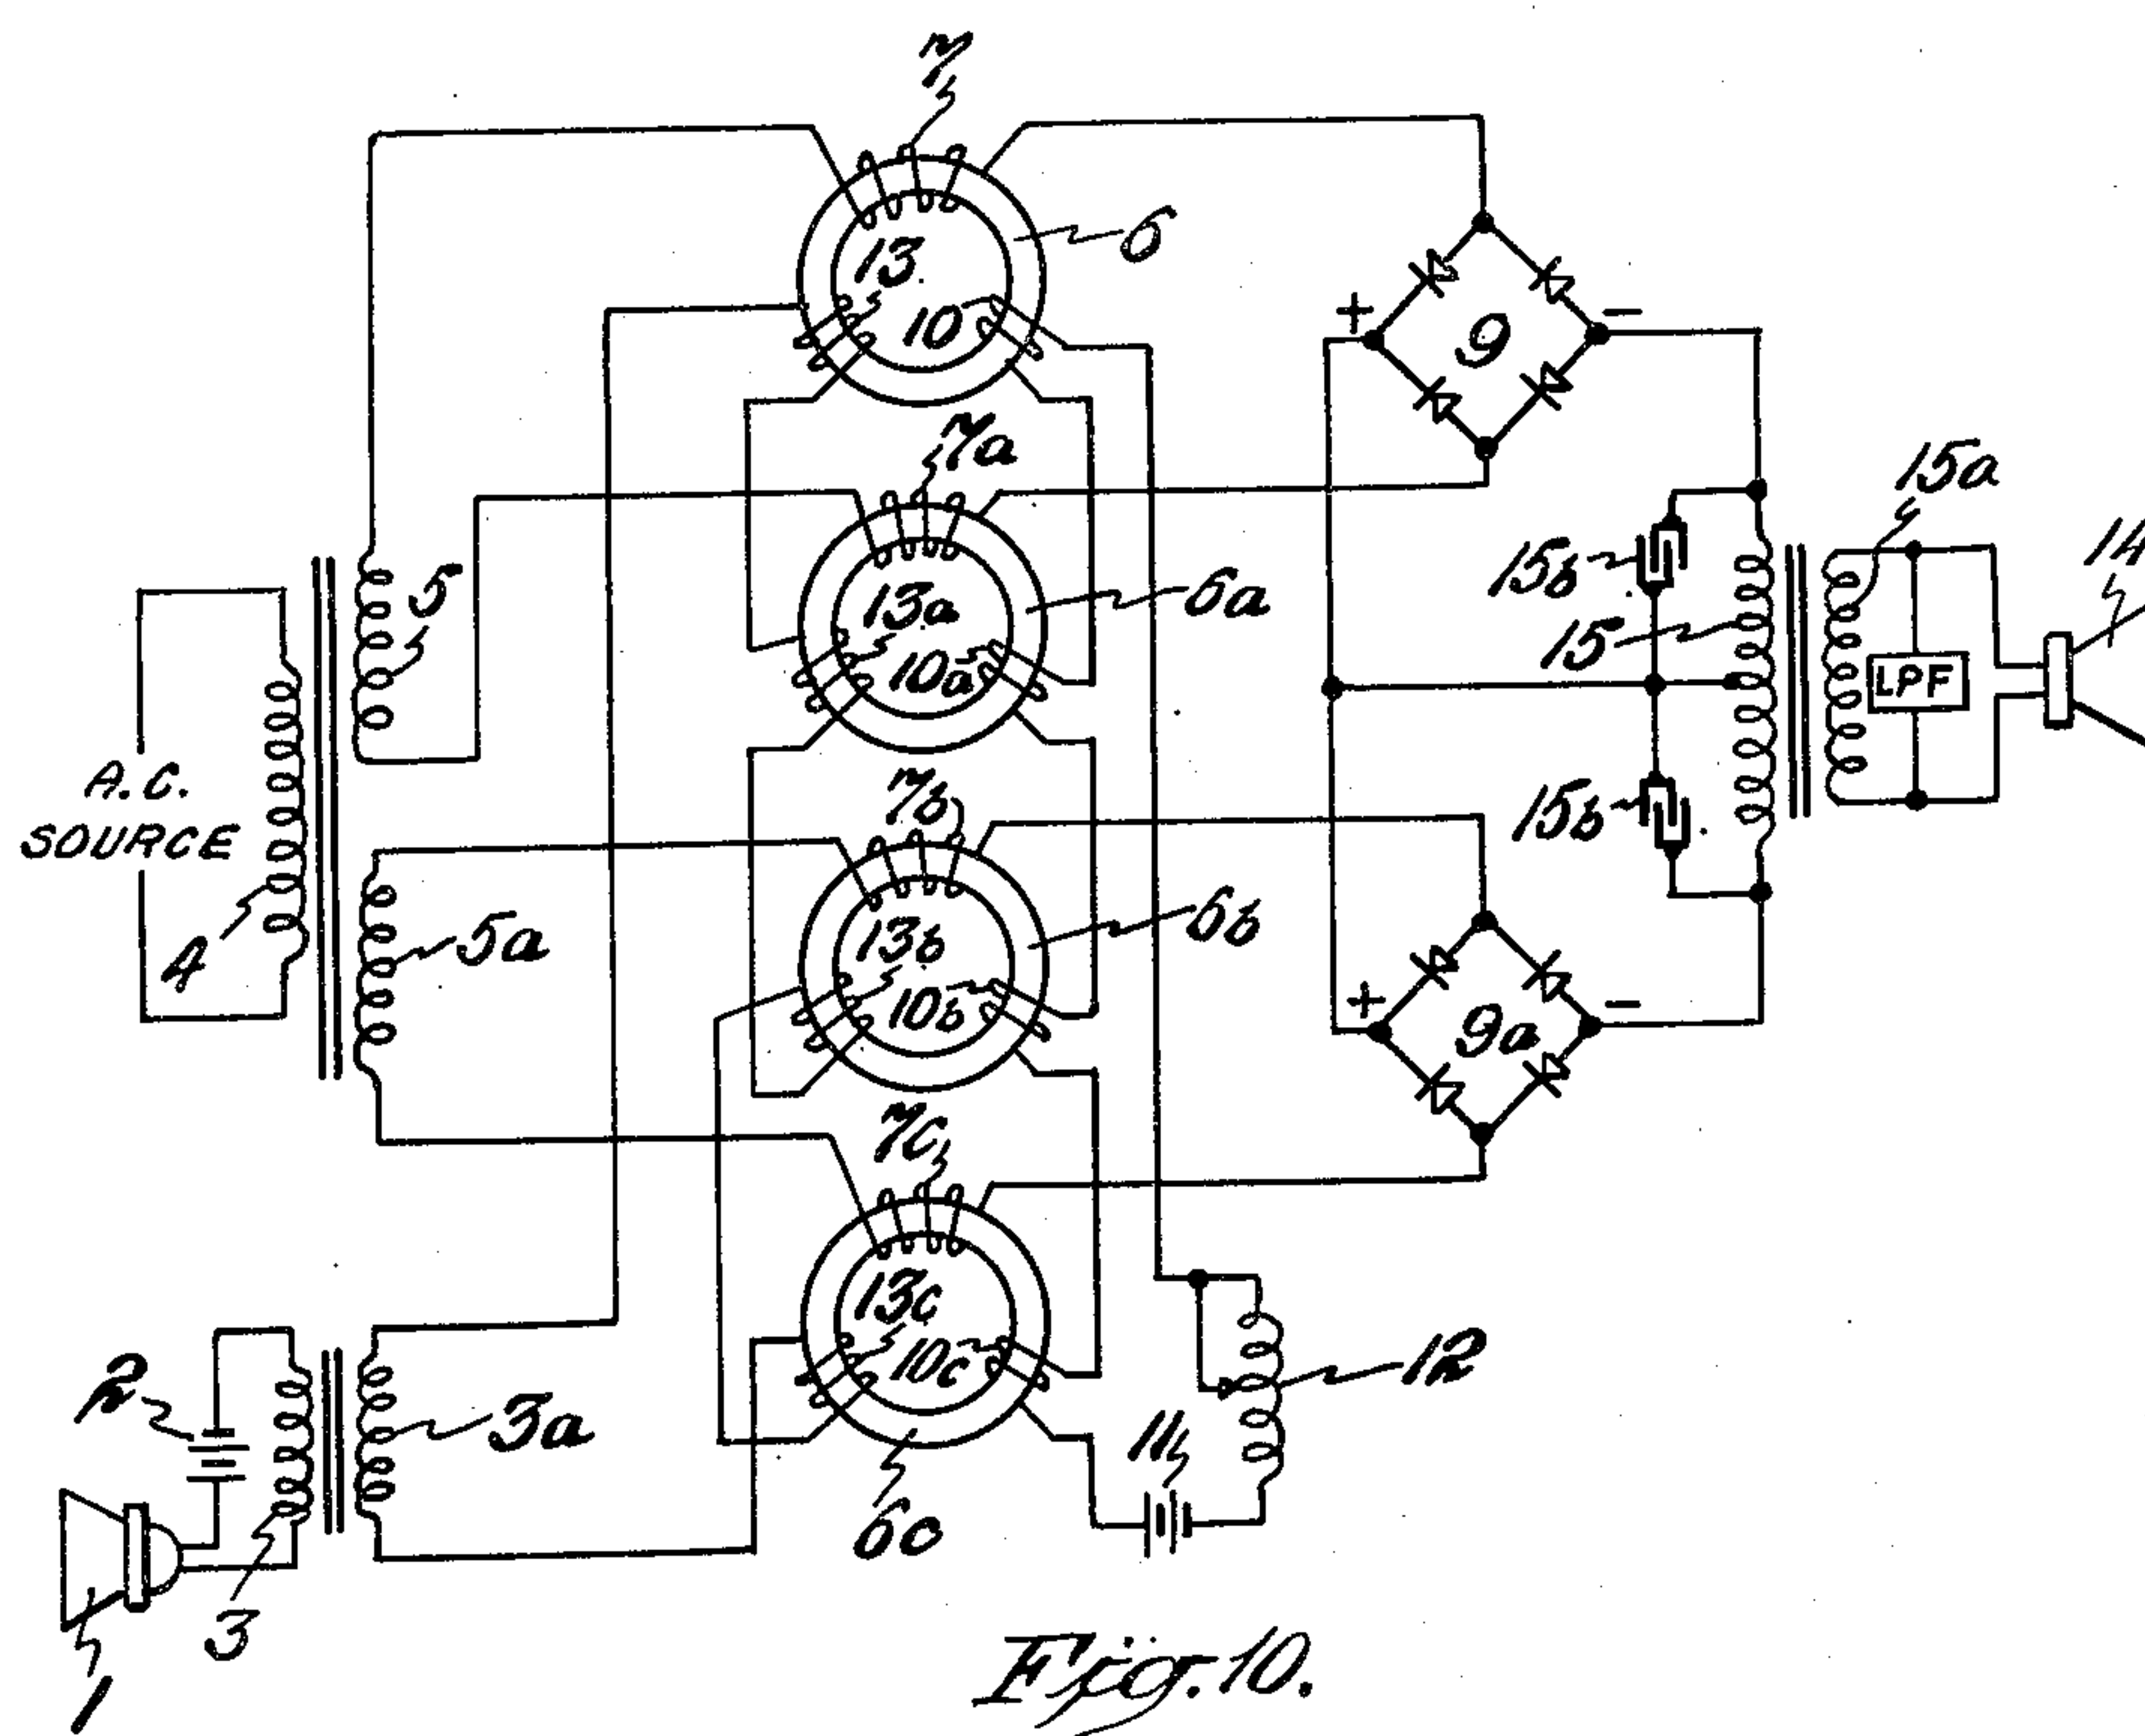 7
6
13
10
9
+
−
7a
15a
14
15b
5
13a
6a
15
10a
LPF
A.C.
SOURCE
7b
15b
4
5a
13b
6b
10b
+
−
9a
7c
13c
10c
12
2
3a
11
6c
3
1
Fig. 10.